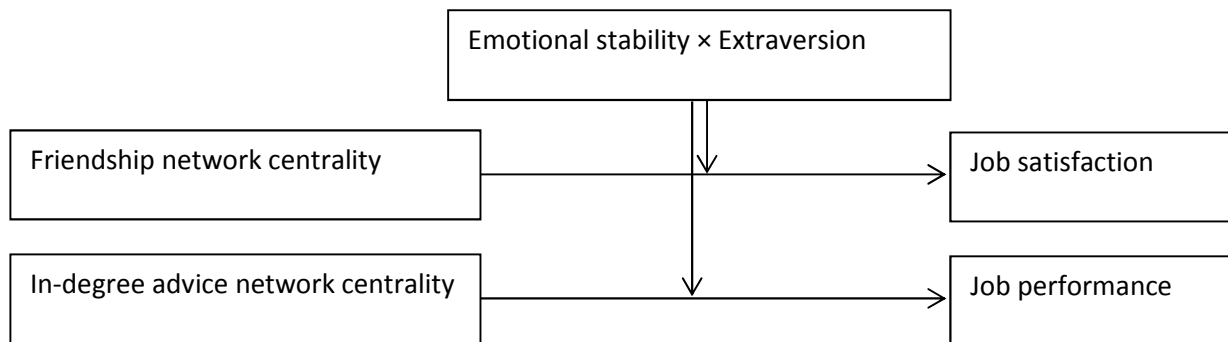 Emotional stability × Extraversion
Friendship network centrality
Job satisfaction
In-degree advice network centrality
Job performance